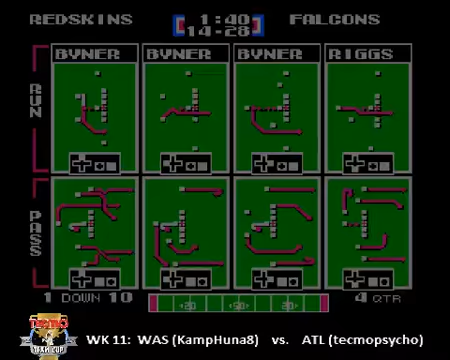 REDSKINS 1:40 FALCONS
14-28
BYNER BYNER BYNER RIGGS
RUN
PASS
1 DOWN 10 20 50 20 4 QTR
TECMO
WK 11: WAS (KampHuna8) vs. ATL (tecmopsycho)